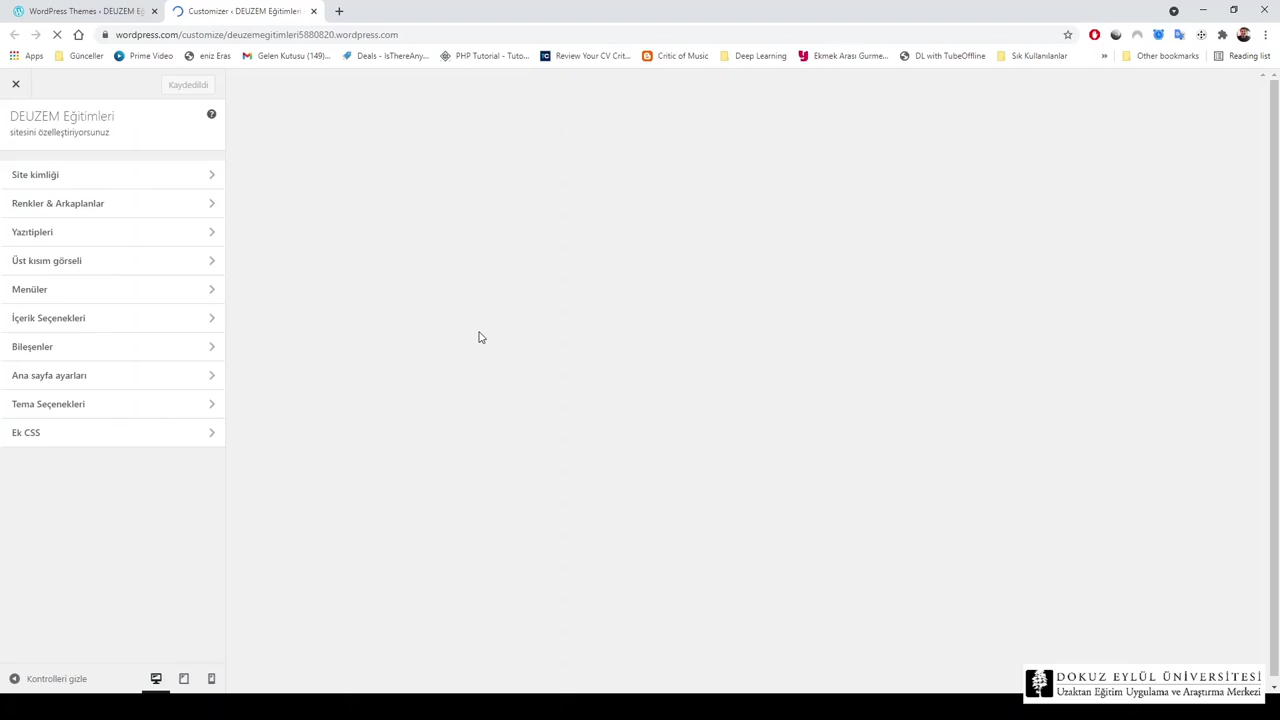 WordPress Themes ‹ DEUZEM Eğ
Customizer ‹ DEUZEM Eğitimleri
wordpress.com/customize/deuzemegitimleri5880820.wordpress.com
Apps
Günceller
Prime Video
eniz Eras
Gelen Kutusu (149)...
Deals - IsThereAny...
PHP Tutorial - Tuto...
Review Your CV Crit...
Critic of Music
Deep Learning
Ekmek Arası Gurme...
DL with TubeOffline
Sık Kullanılanlar
»
Other bookmarks
Reading list
Kaydedildi
DEUZEM Eğitimleri
sitesini özelleştiriyorsunuz
Site kimliği
Renkler & Arkaplanlar
Yazıtipleri
Üst kısım görseli
Menüler
İçerik Seçenekleri
Bileşenler
Ana sayfa ayarları
Tema Seçenekleri
Ek CSS
Kontrolleri gizle
DOKUZ EYLÜL ÜNİVERSİTESİ
Uzaktan Eğitim Uygulama ve Araştırma Merkezi